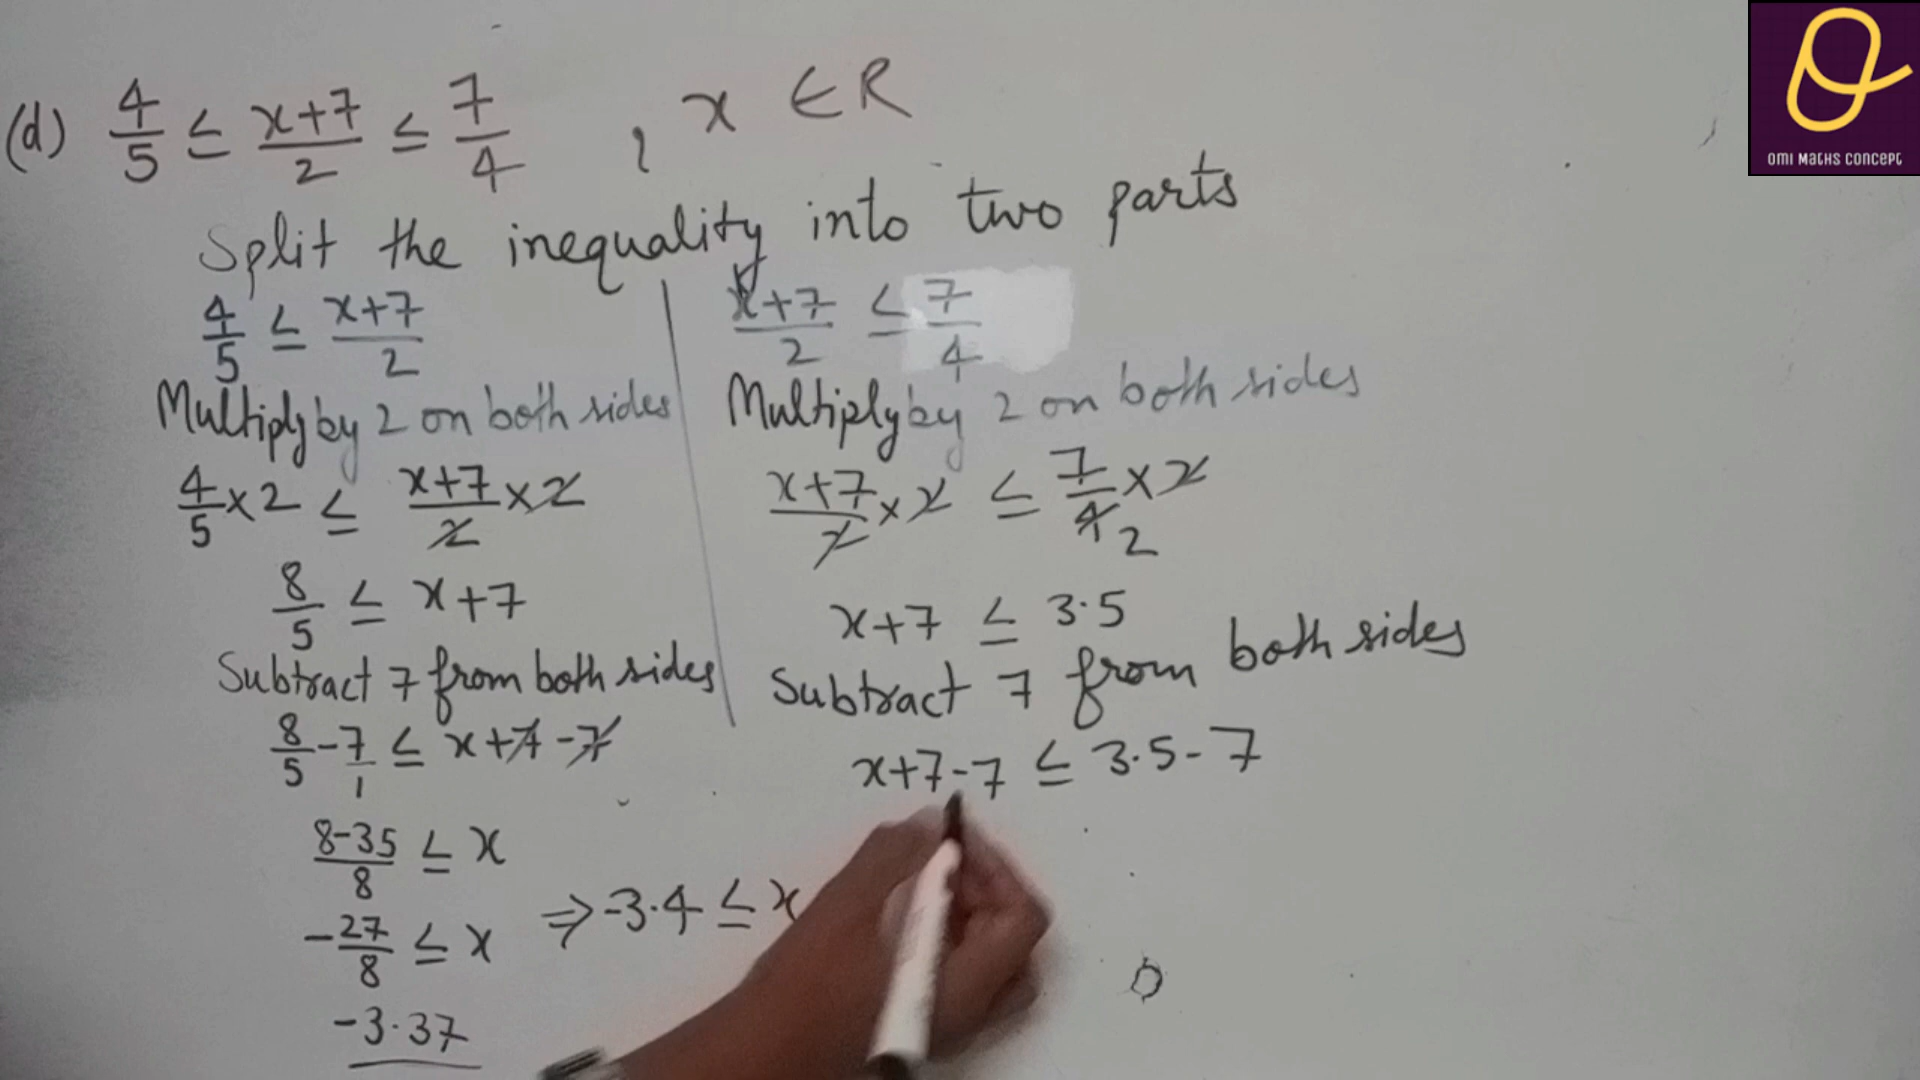 (d) 4/5 ≤ x+7/2 ≤ 7/4 , x ∈ R
OMI MATHS CONCEPT
Split the inequality into two parts
4/5 ≤ x+7/2
Multiply by 2 on both sides
4/5 × 2 ≤ x+7/2 × 2
8/5 ≤ x+7
Subtract 7 from both sides
8/5 - 7/1 ≤ x+7-7
8-35/8 ≤ x
-27/8 ≤ x ⇒ -3.4 ≤ x
-3.37
x+7/2 ≤ 7/4
Multiply by 2 on both sides
x+7/2 × 2 ≤ 7/4 × 2
2
x+7 ≤ 3.5
Subtract 7 from both sides
x+7-7 ≤ 3.5-7